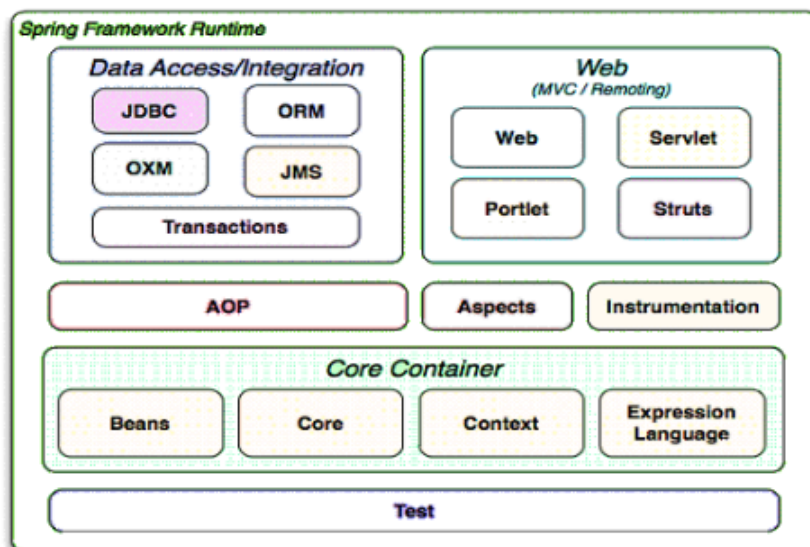 Spring Framework Runtime
Data Access/Integration
JDBC
ORM
OXM
JMS
Transactions
Web
(MVC / Remoting)
Web
Servlet
Portlet
Struts
AOP
Aspects
Instrumentation
Core Container
Beans
Core
Context
Expression
Language
Test